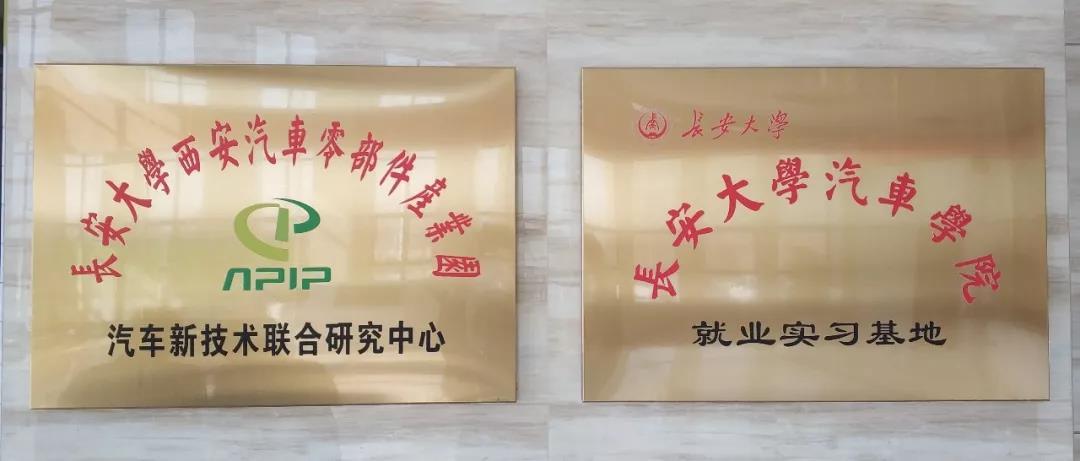 長安大學西安汽車零部件産業園
APIP
汽车新技术联合研究中心
長安大学
長安大學汽車學院
就业实习基地